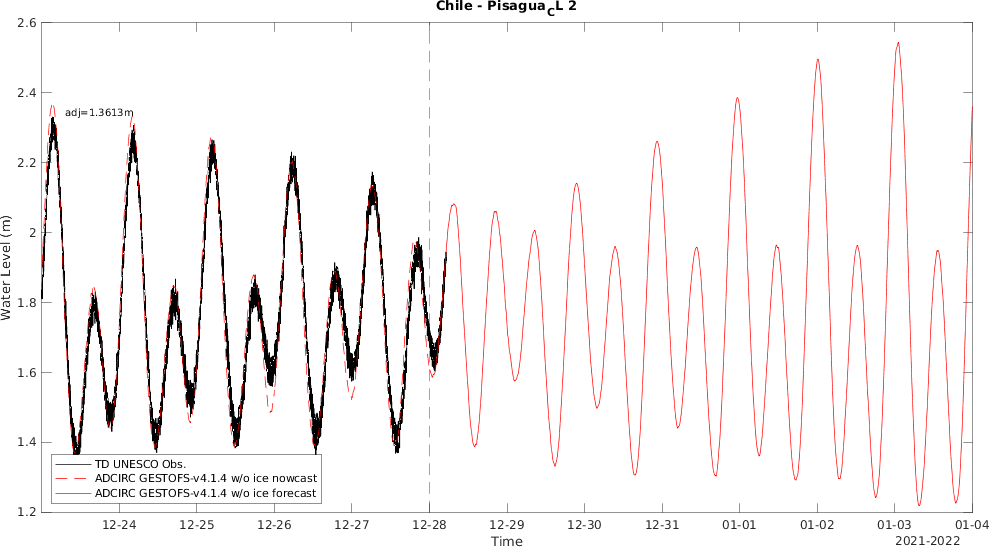 Chile - Pisagua_CL 2
2.6
2.4
2.2
2
1.8
1.6
1.4
1.2
Water Level (m)
adj=1.3613m
TD UNESCO Obs.
ADCIRC GESTOFS-v4.1.4 w/o ice nowcast
ADCIRC GESTOFS-v4.1.4 w/o ice forecast
12-24 12-25 12-26 12-27 12-28 12-29 12-30 12-31 01-01 01-02 01-03 01-04
Time
2021-2022